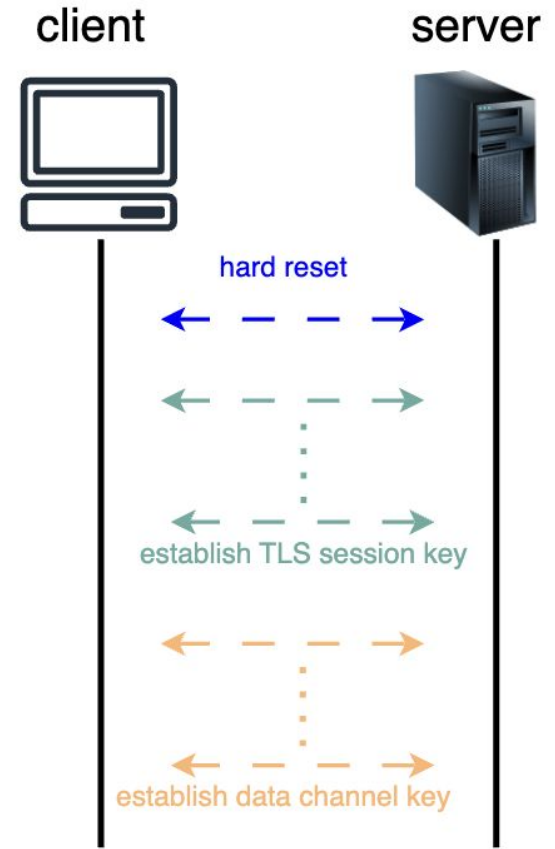 client
server
hard reset
establish TLS session key
establish data channel key